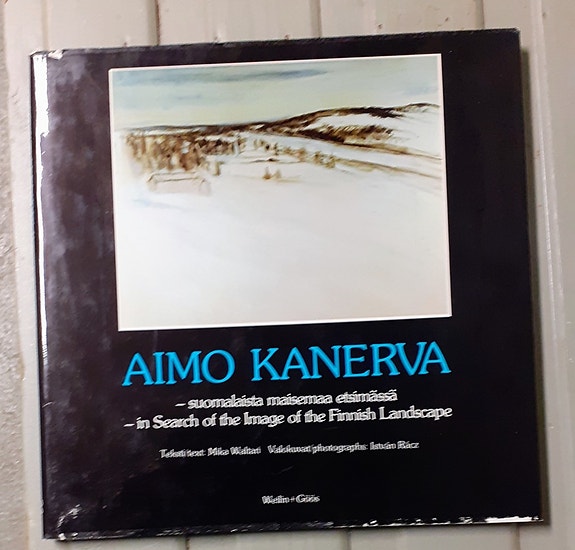 AIMO KANERVA
– suomalaista maisemaa etsimässä
– in Search of the Image of the Finnish Landscape
Teksti/text: Mika Waltari Valokuvat/photographs: István Rácz
Welin+Göös